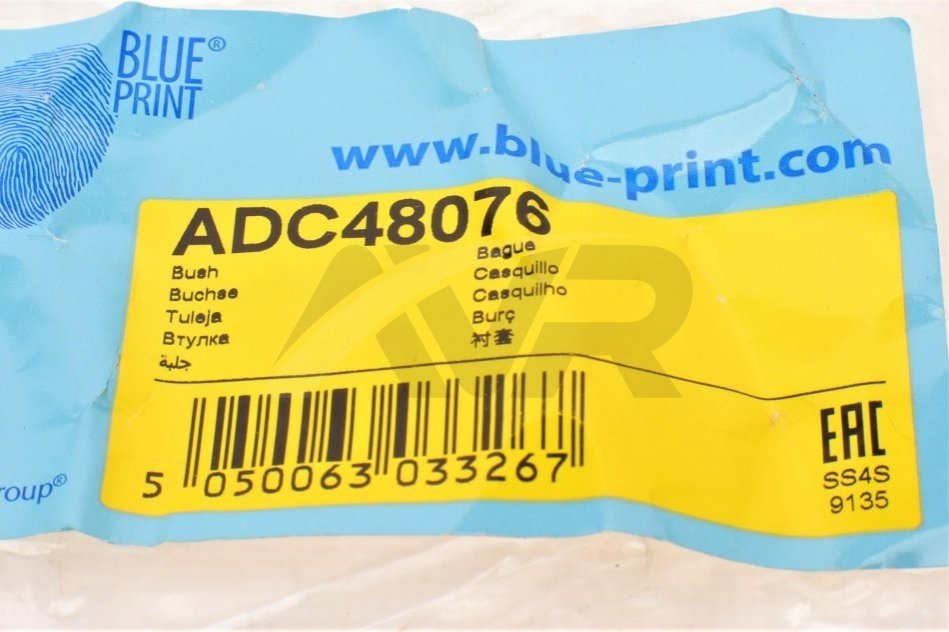 BLUE®
PRINT
www.blue-print.com
ADC48076
Bush
Buchse
Tuleja
Втулка
جلبة
Bague
Casquillo
Casquilho
Burç
衬套
AVR
5 050063 033267
EAC
SS4S
9135
roup®